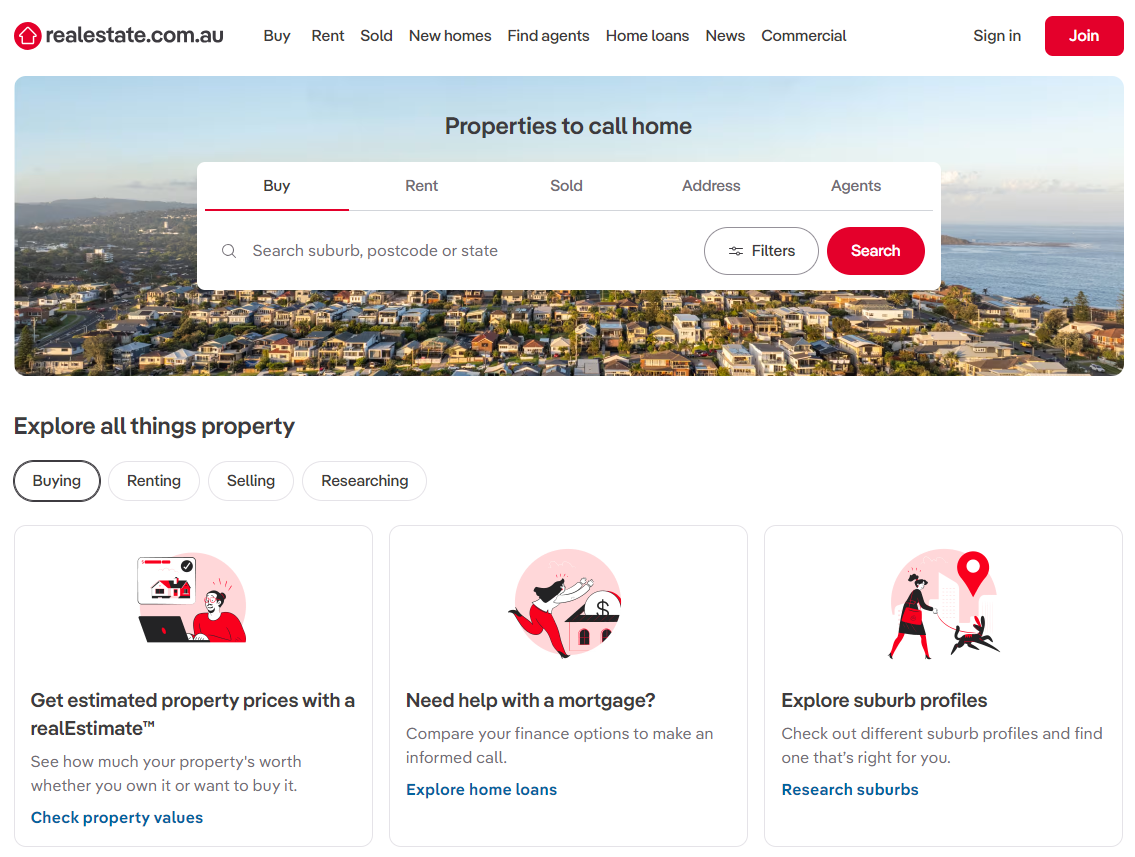 realestate.com.au Buy Rent Sold New homes Find agents Home loans News Commercial Sign in Join
Properties to call home
Buy Rent Sold Address Agents
Search suburb, postcode or state Filters Search
Explore all things property
Buying Renting Selling Researching
$
Get estimated property prices with a
realEstimate™
See how much your property's worth
whether you own it or want to buy it.
Check property values
Need help with a mortgage?
Compare your finance options to make an
informed call.
Explore home loans
Explore suburb profiles
Check out different suburb profiles and find
one that's right for you.
Research suburbs